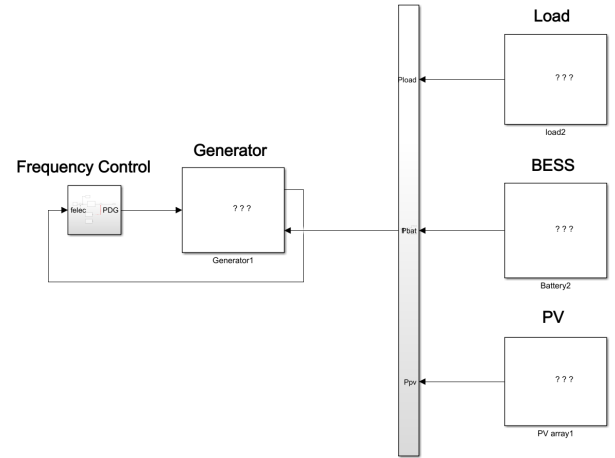 Load
Pload
? ? ?
load2
Generator
BESS
Frequency Control
felec
PDG
? ? ?
Pbat
? ? ?
Generator1
Battery2
PV
Ppv
? ? ?
PV array1